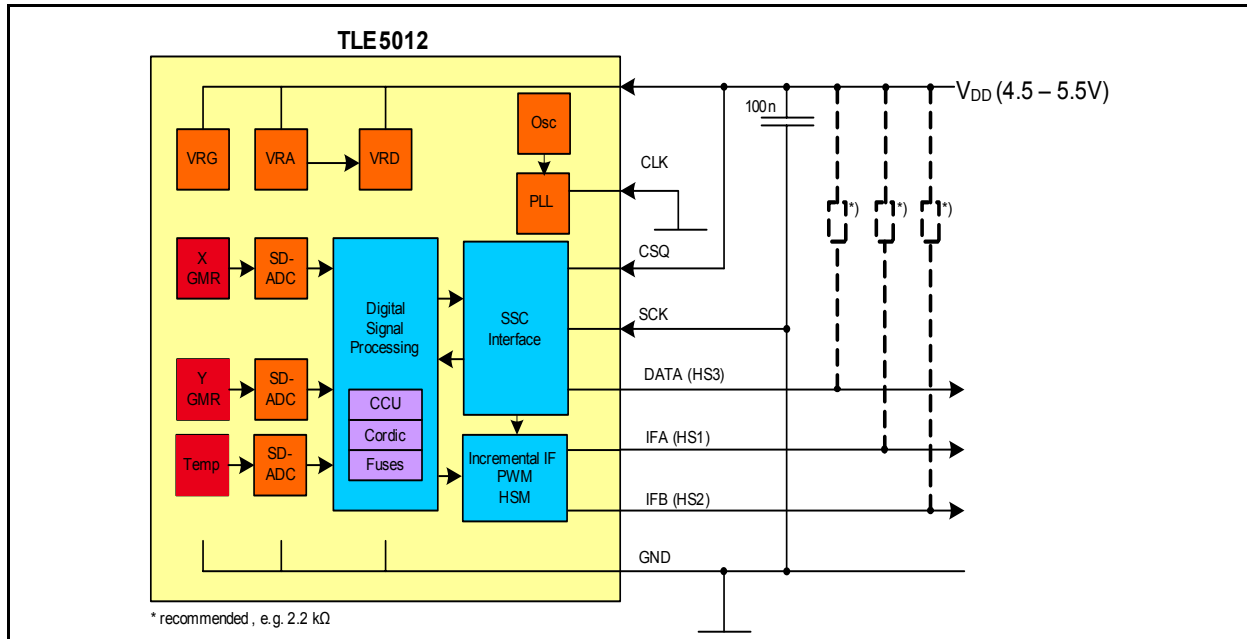 TLE5012
V_DD (4.5 – 5.5V)
100n
Osc
VRG
VRA
VRD
CLK
PLL
*)
*)
*)
X
GMR
SD-
ADC
CSQ
Digital
Signal
Processing
SSC
Interface
SCK
Y
GMR
SD-
ADC
DATA (HS3)
CCU
Cordic
Fuses
Temp
SD-
ADC
IFA (HS1)
Incremental IF
PWM
HSM
IFB (HS2)
GND
* recommended , e.g. 2.2 kΩ